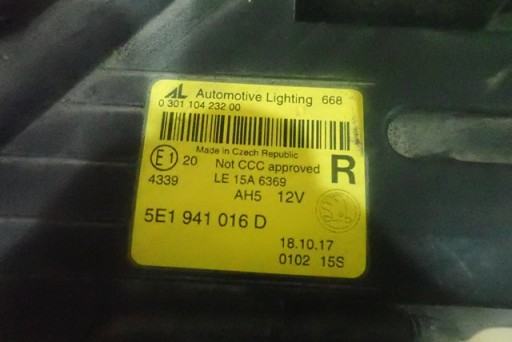 AL Automotive Lighting 668
0 301 104 232 00
Made in Czech Republic
E1 20 Not CCC approved R
4339 LE 15A 6369
AH5 12V
5E1 941 016 D
18.10.17
0102 15S